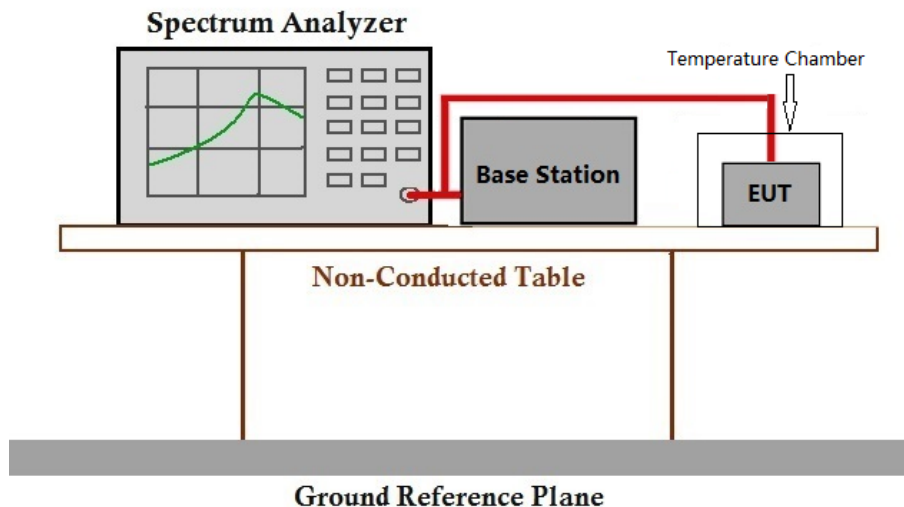 Spectrum Analyzer
Temperature Chamber
Base Station
EUT
Non-Conducted Table
Ground Reference Plane